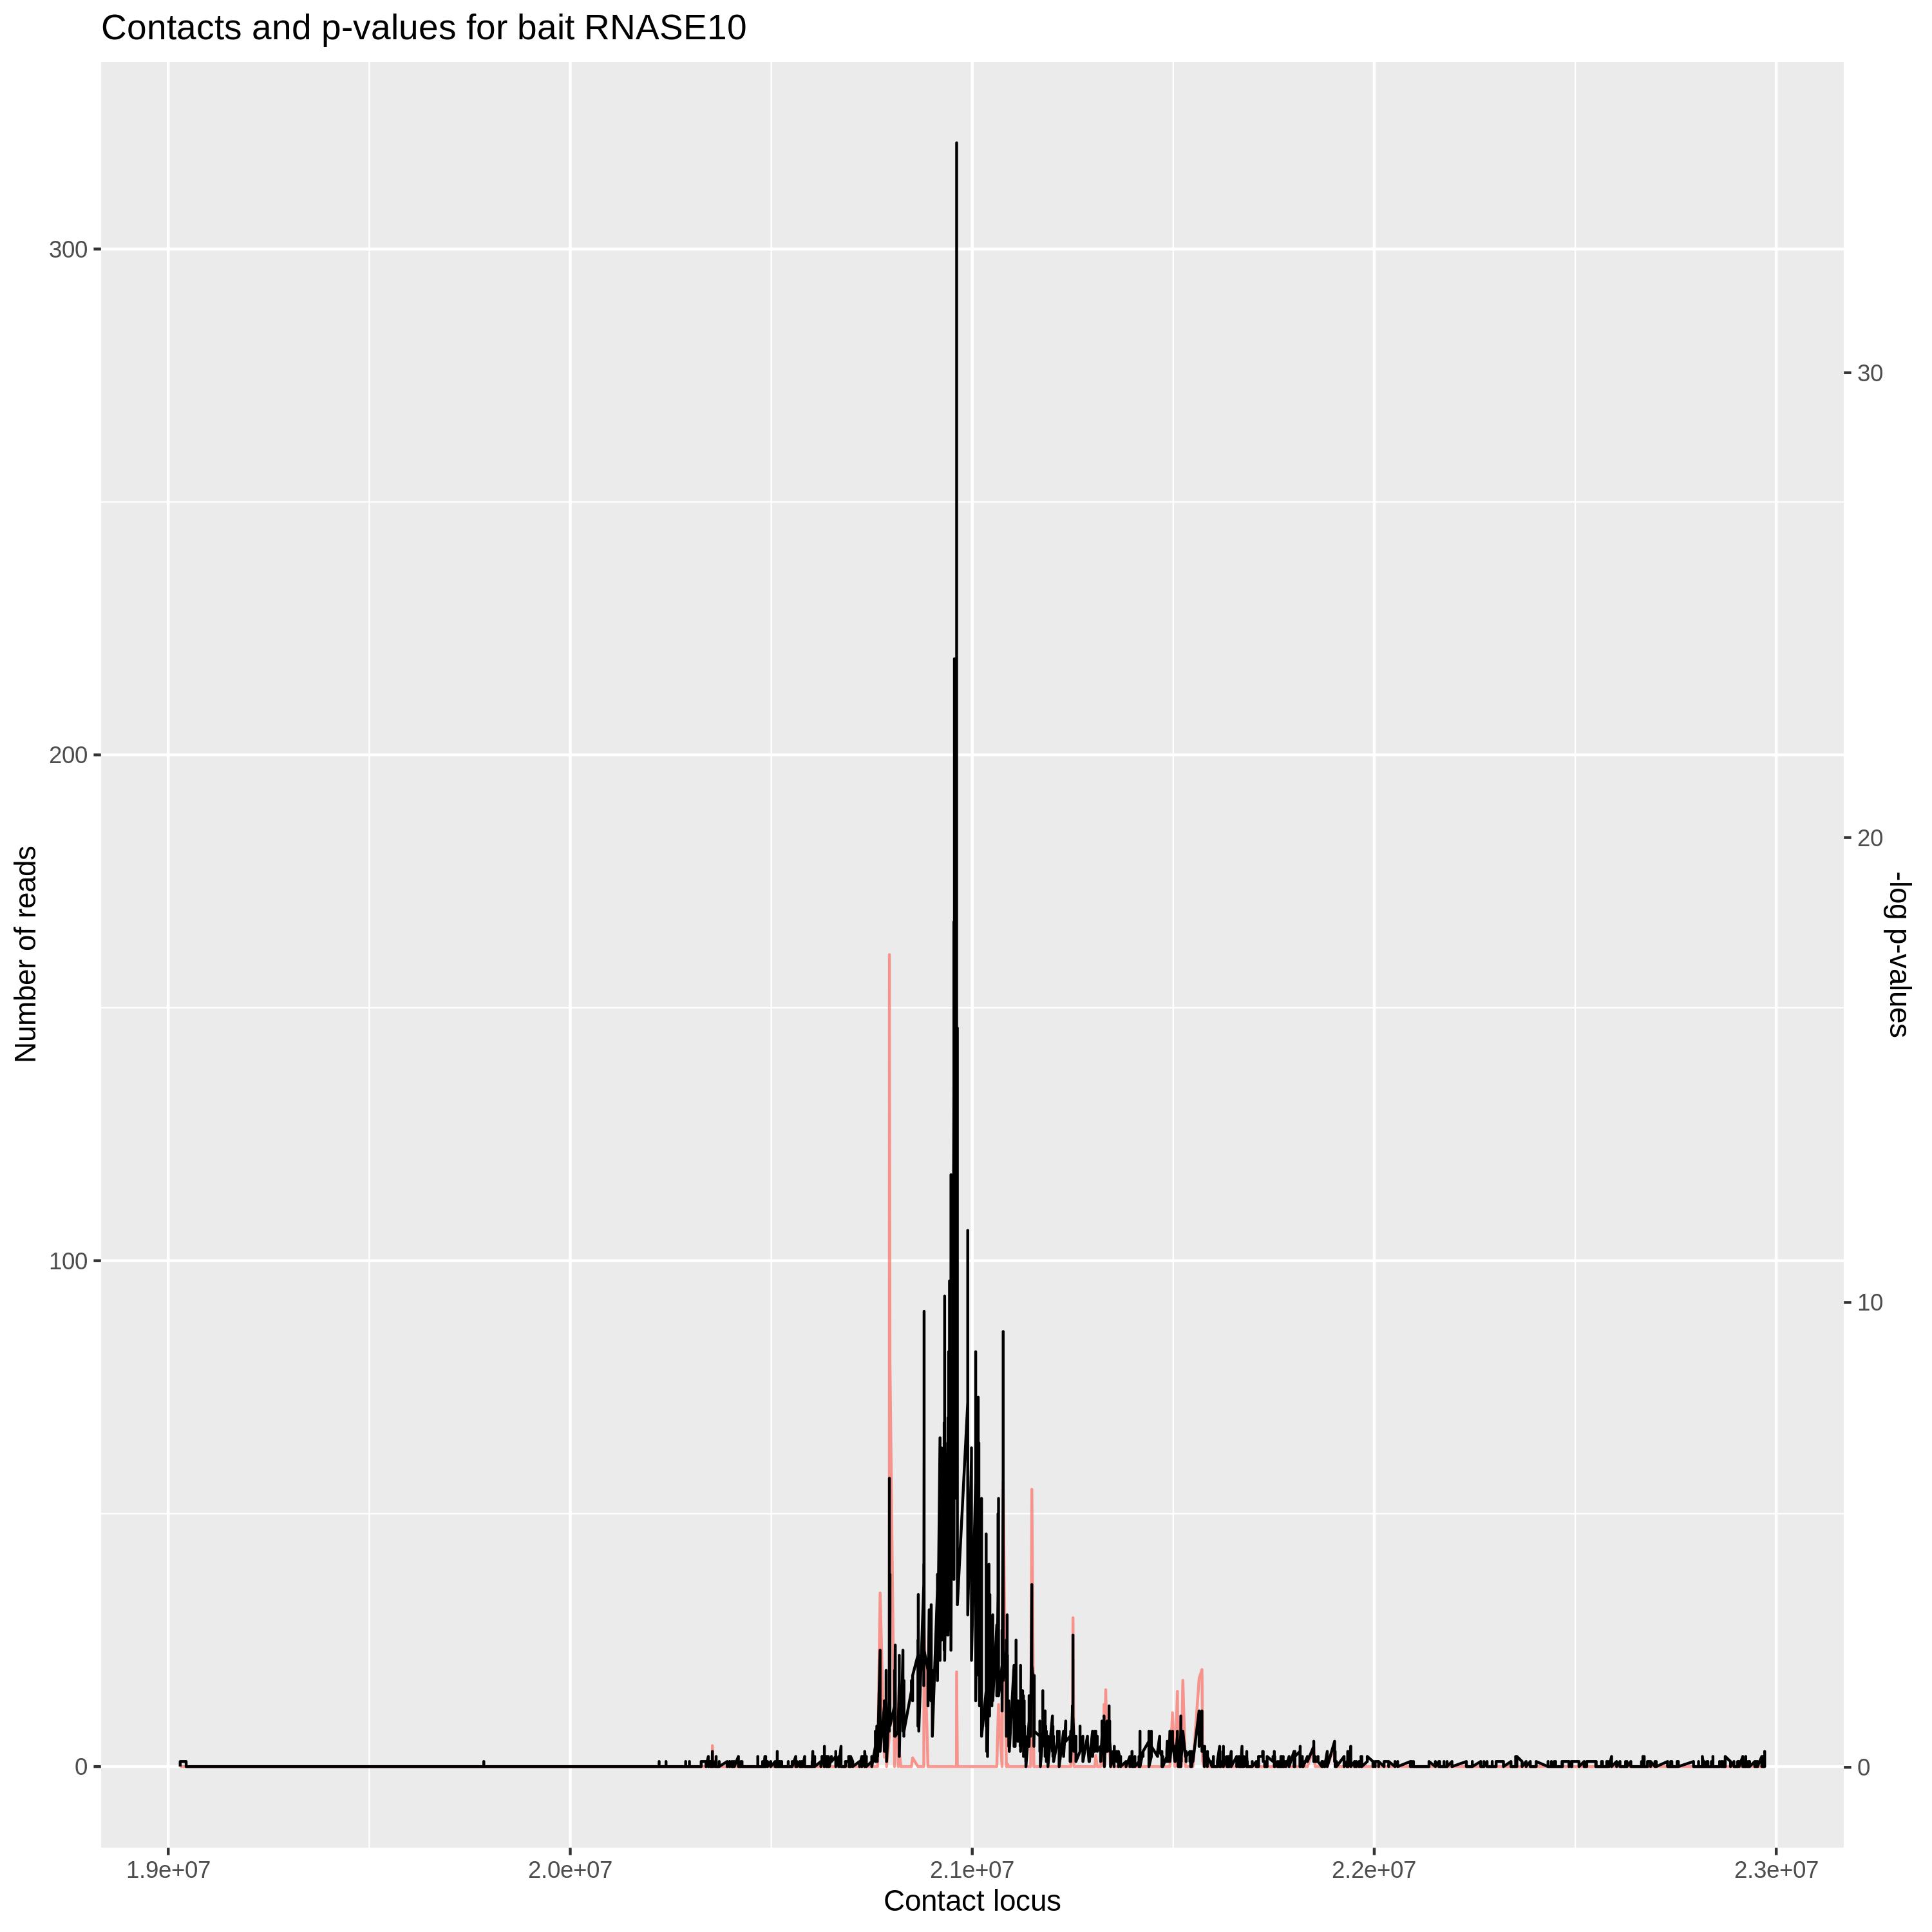 Contacts and p-values for bait RNASE10
300
200
100
0
Number of reads
30
20
10
0
-log p-values
1.9e+07 2.0e+07 2.1e+07 2.2e+07 2.3e+07
Contact locus